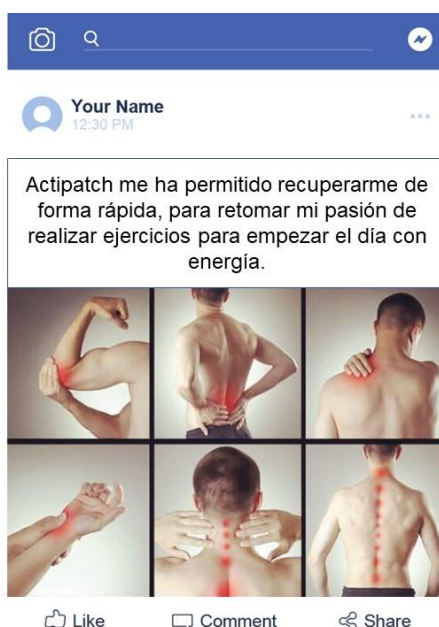 Your Name
12:30 PM
Actipatch me ha permitido recuperarme de
forma rápida, para retomar mi pasión de
realizar ejercicios para empezar el día con
energía.
Like Comment Share